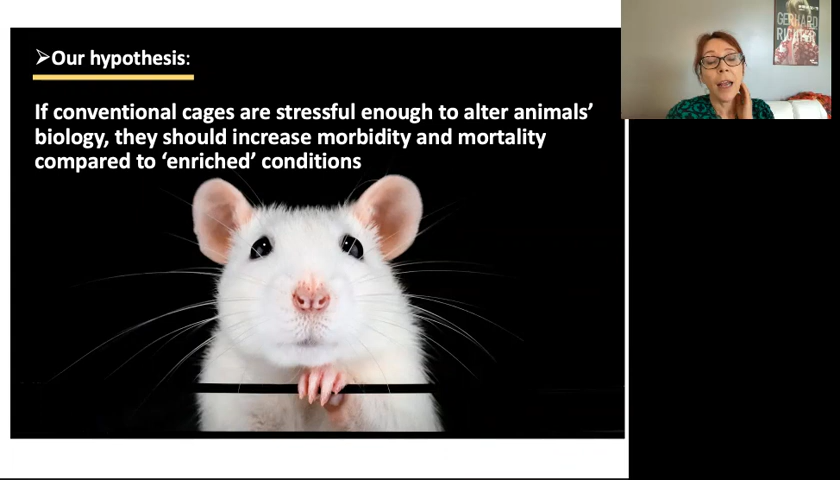 ➢Our hypothesis:
If conventional cages are stressful enough to alter animals’
biology, they should increase morbidity and mortality
compared to ‘enriched’ conditions
GERHARD
RICHTER